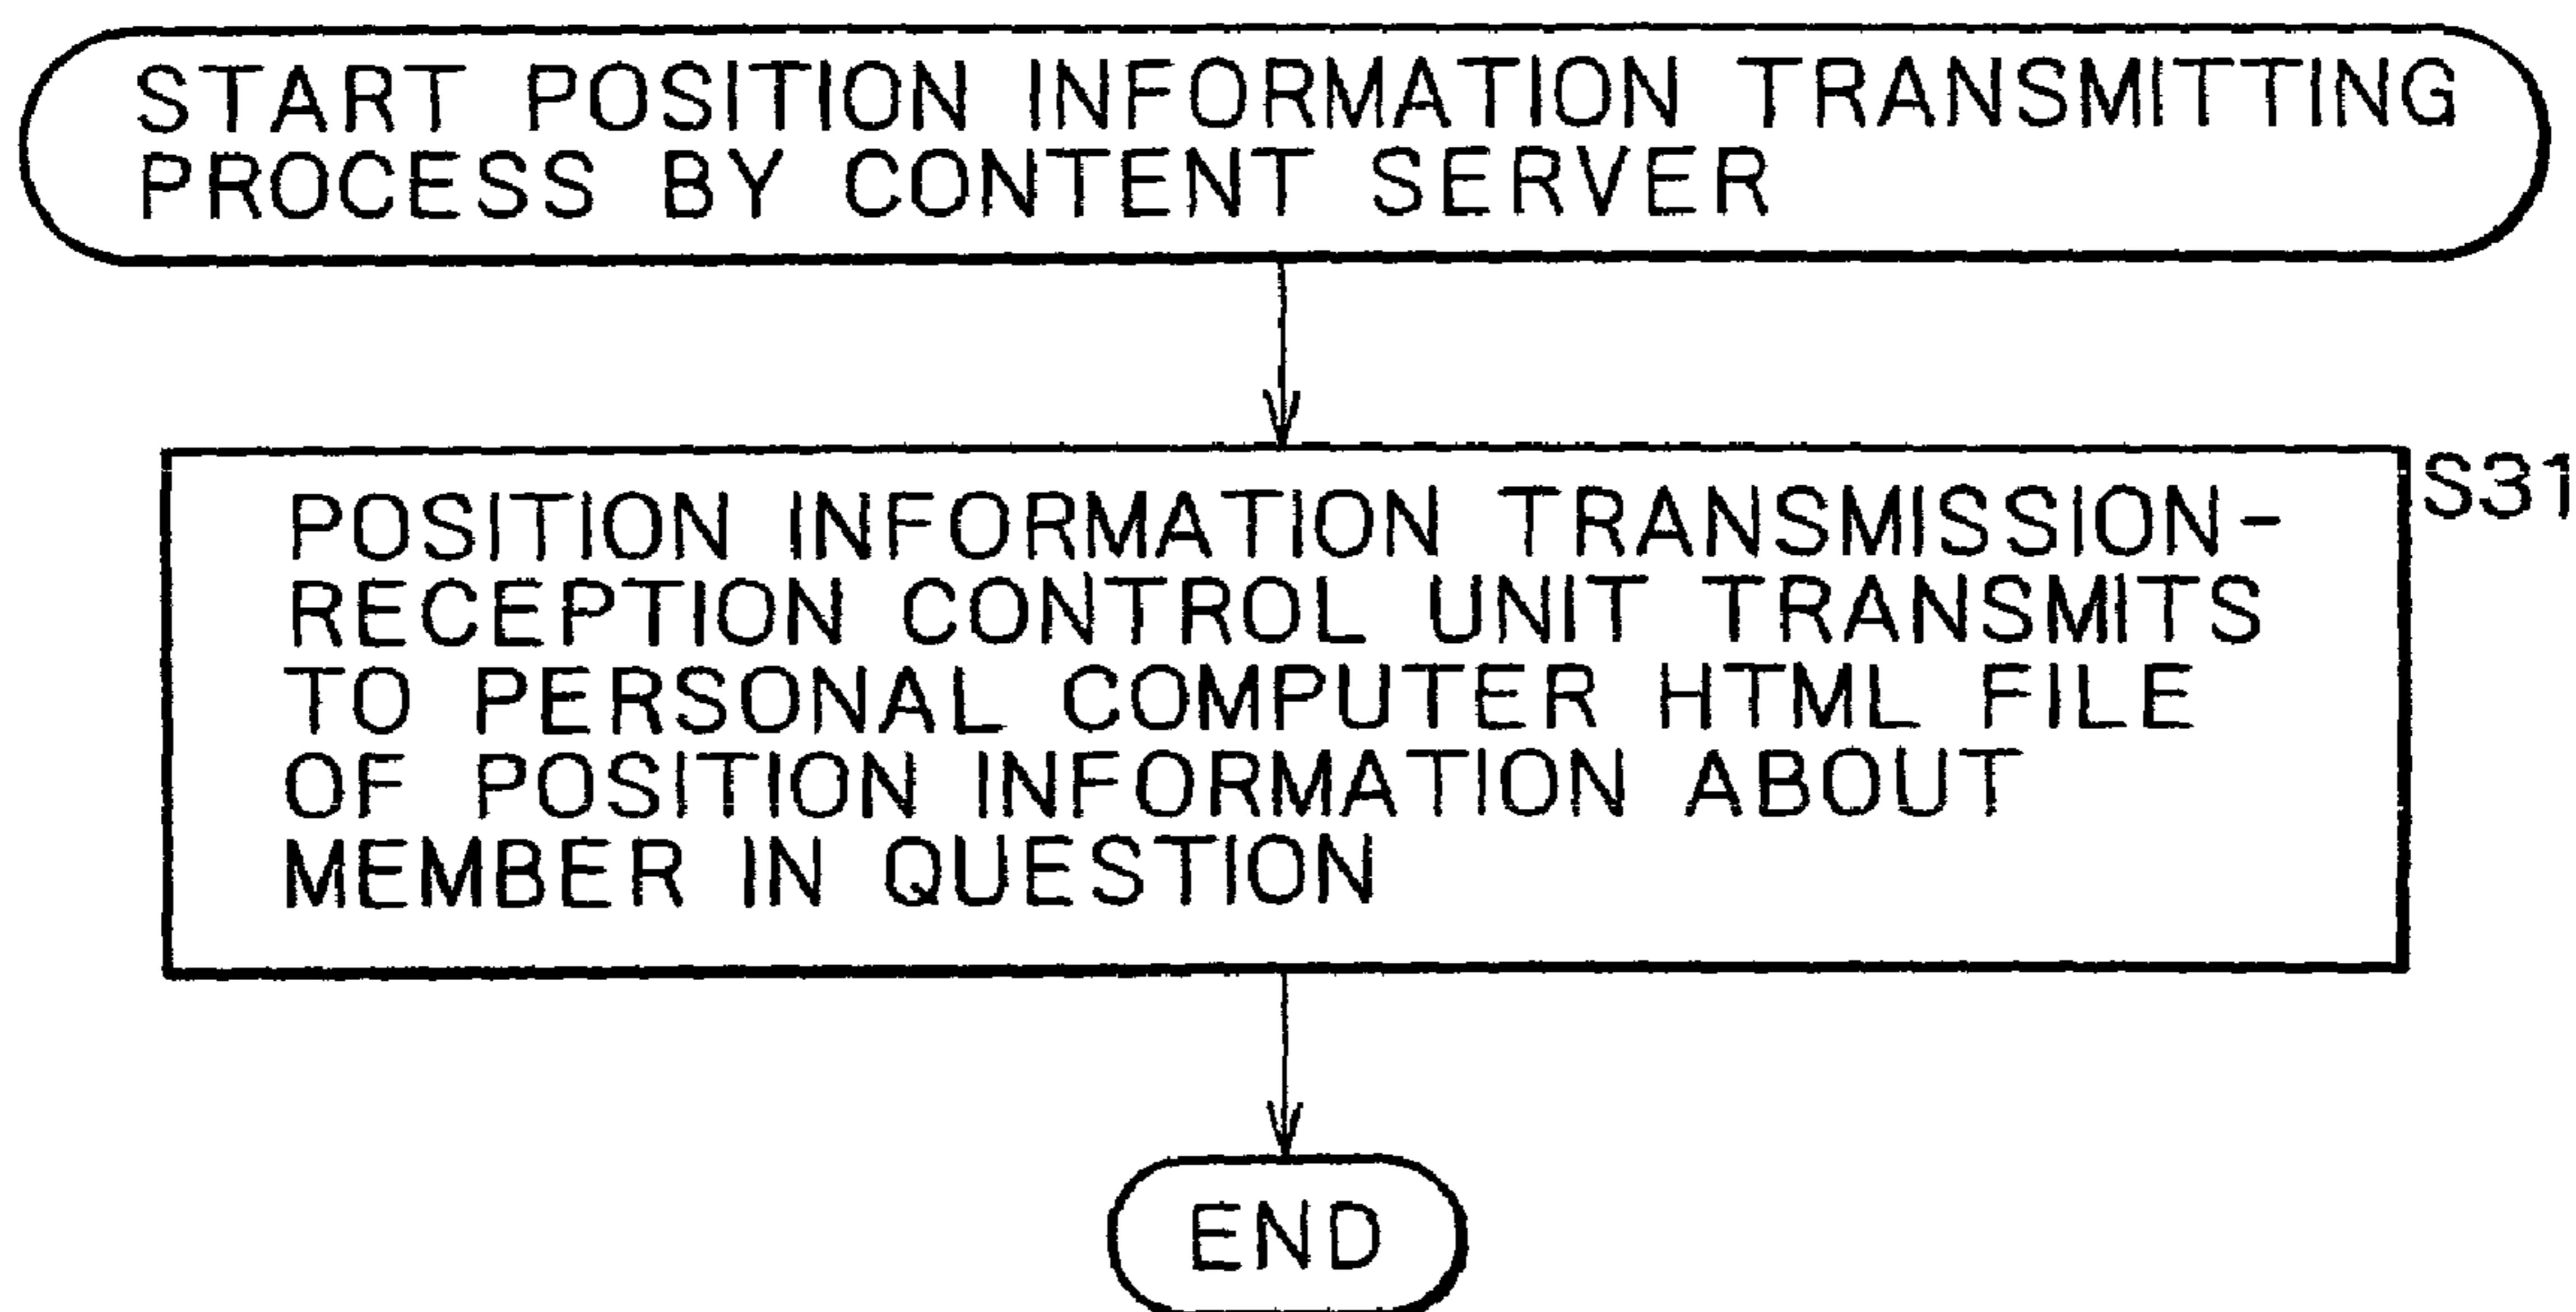 START POSITION INFORMATION TRANSMITTING
PROCESS BY CONTENT SERVER
S31
POSITION INFORMATION TRANSMISSION-
RECEPTION CONTROL UNIT TRANSMITS
TO PERSONAL COMPUTER HTML FILE
OF POSITION INFORMATION ABOUT
MEMBER IN QUESTION
END